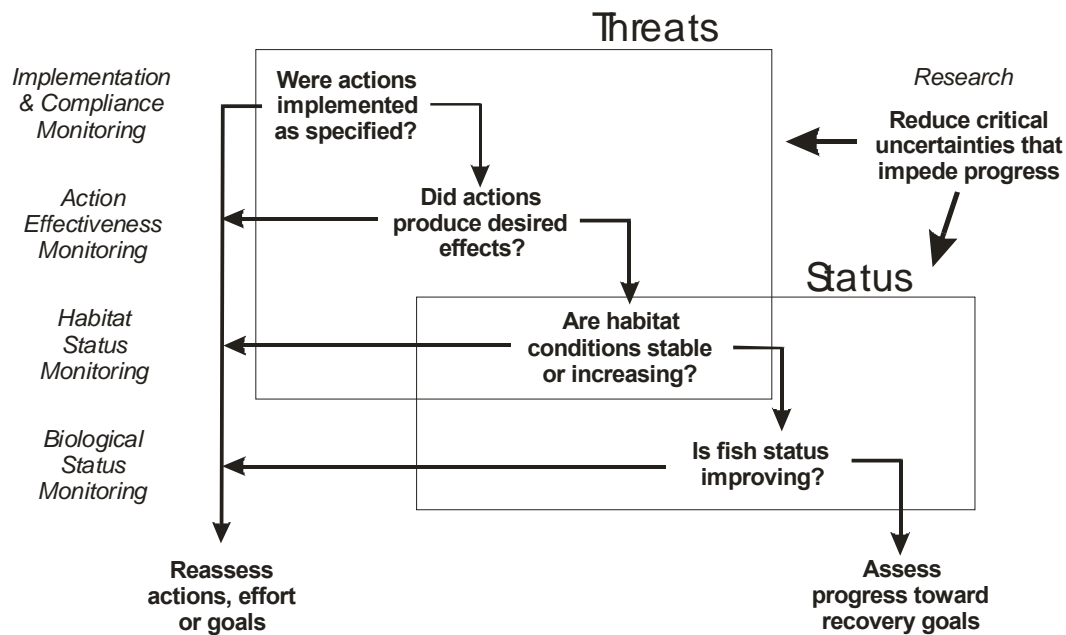 Threats
Implementation
& Compliance
Monitoring
Were actions
implemented
as specified?
Research
Reduce critical
uncertainties that
impede progress
Action
Effectiveness
Monitoring
Did actions
produce desired
effects?
Status
Habitat
Status
Monitoring
Are habitat
conditions stable
or increasing?
Biological
Status
Monitoring
Is fish status
improving?
Reassess
actions, effort
or goals
Assess
progress toward
recovery goals